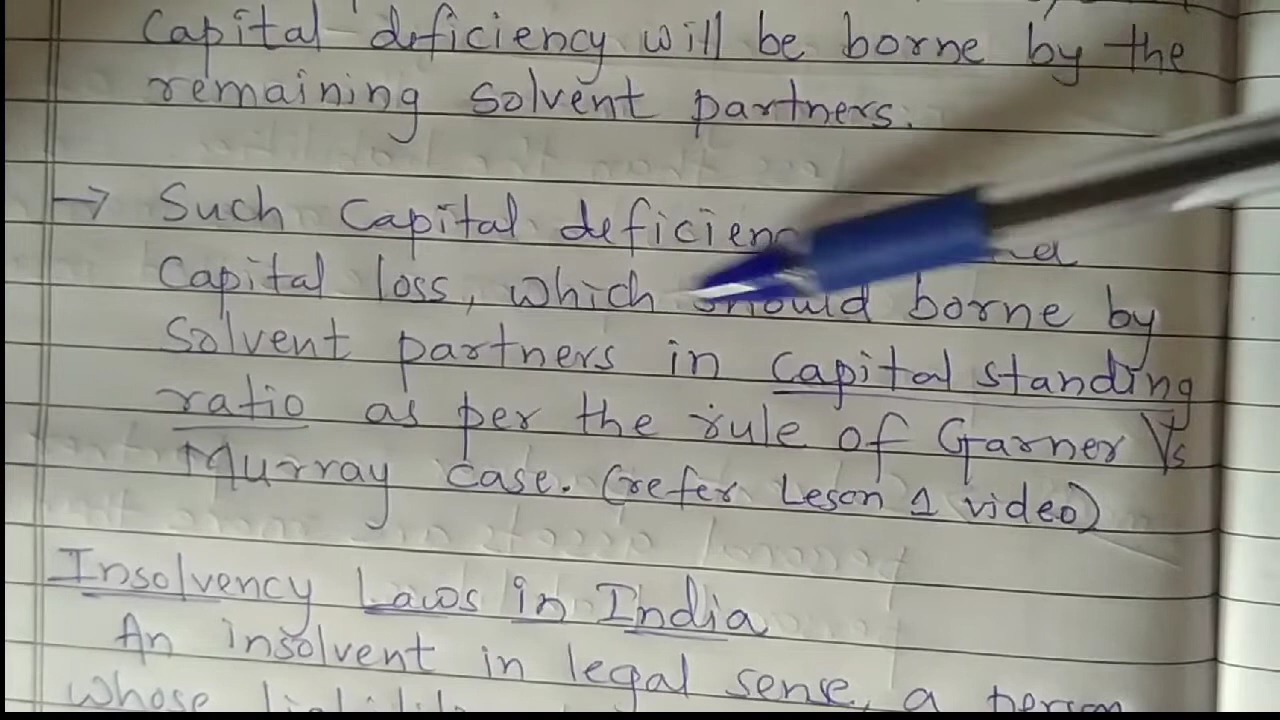 Capital deficiency will be borne by the
remaining solvent partners.
→ Such Capital deficien
Capital loss, which should borne by
Solvent partners in capital standing
ratio as per the rule of Garner Vs
Murray case. (refer Leson 1 video)
Insolvency Laws in India
An insolvent in legal sense, a person
whose